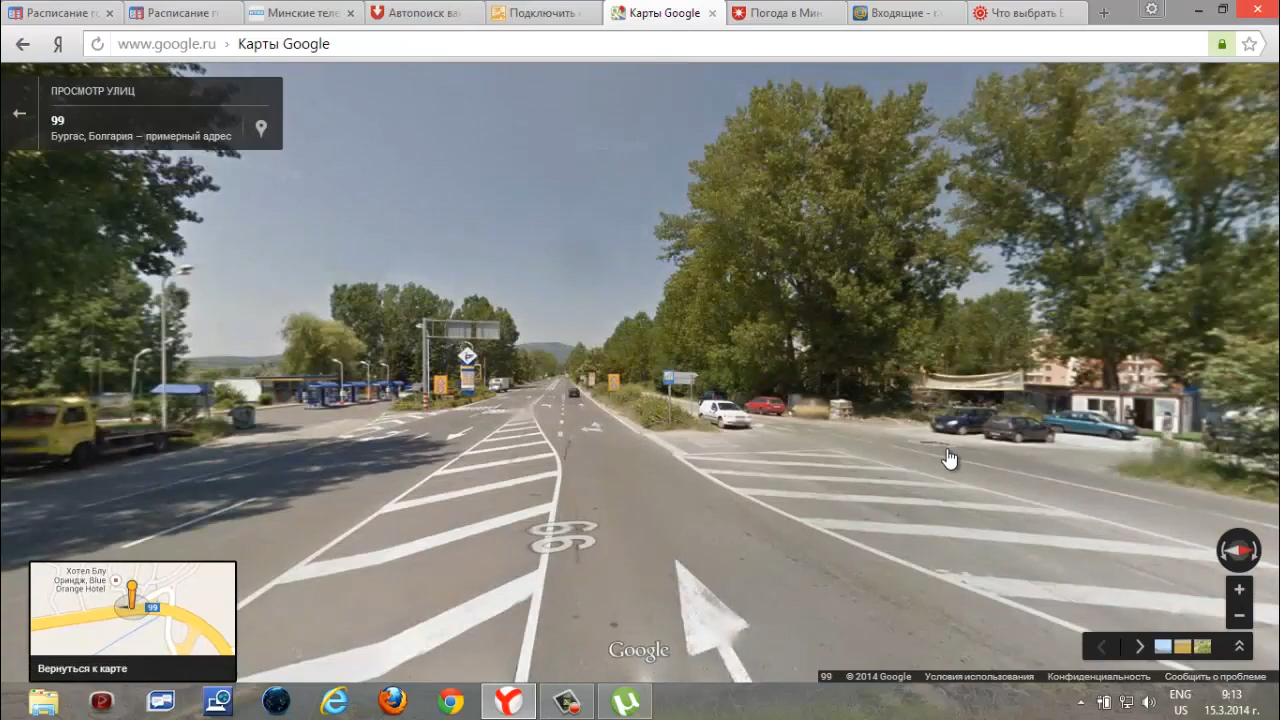 Расписание г
Расписание г
Минские теле
Автопоиск ва
Подключить
Карты Google
Погода в Мин
Входящие -
Что выбрать
www.google.ru › Карты Google
ПРОСМОТР УЛИЦ
99
Бургас, Болгария – примерный адрес
99
Хотел Блу
Ориндж, Blue
Orange Hotel
99
Вернуться к карте
Google
99
© 2014 Google
Условия использования
Конфиденциальность
Сообщить о проблеме
ENG
US
9:13
15.3.2014 г.